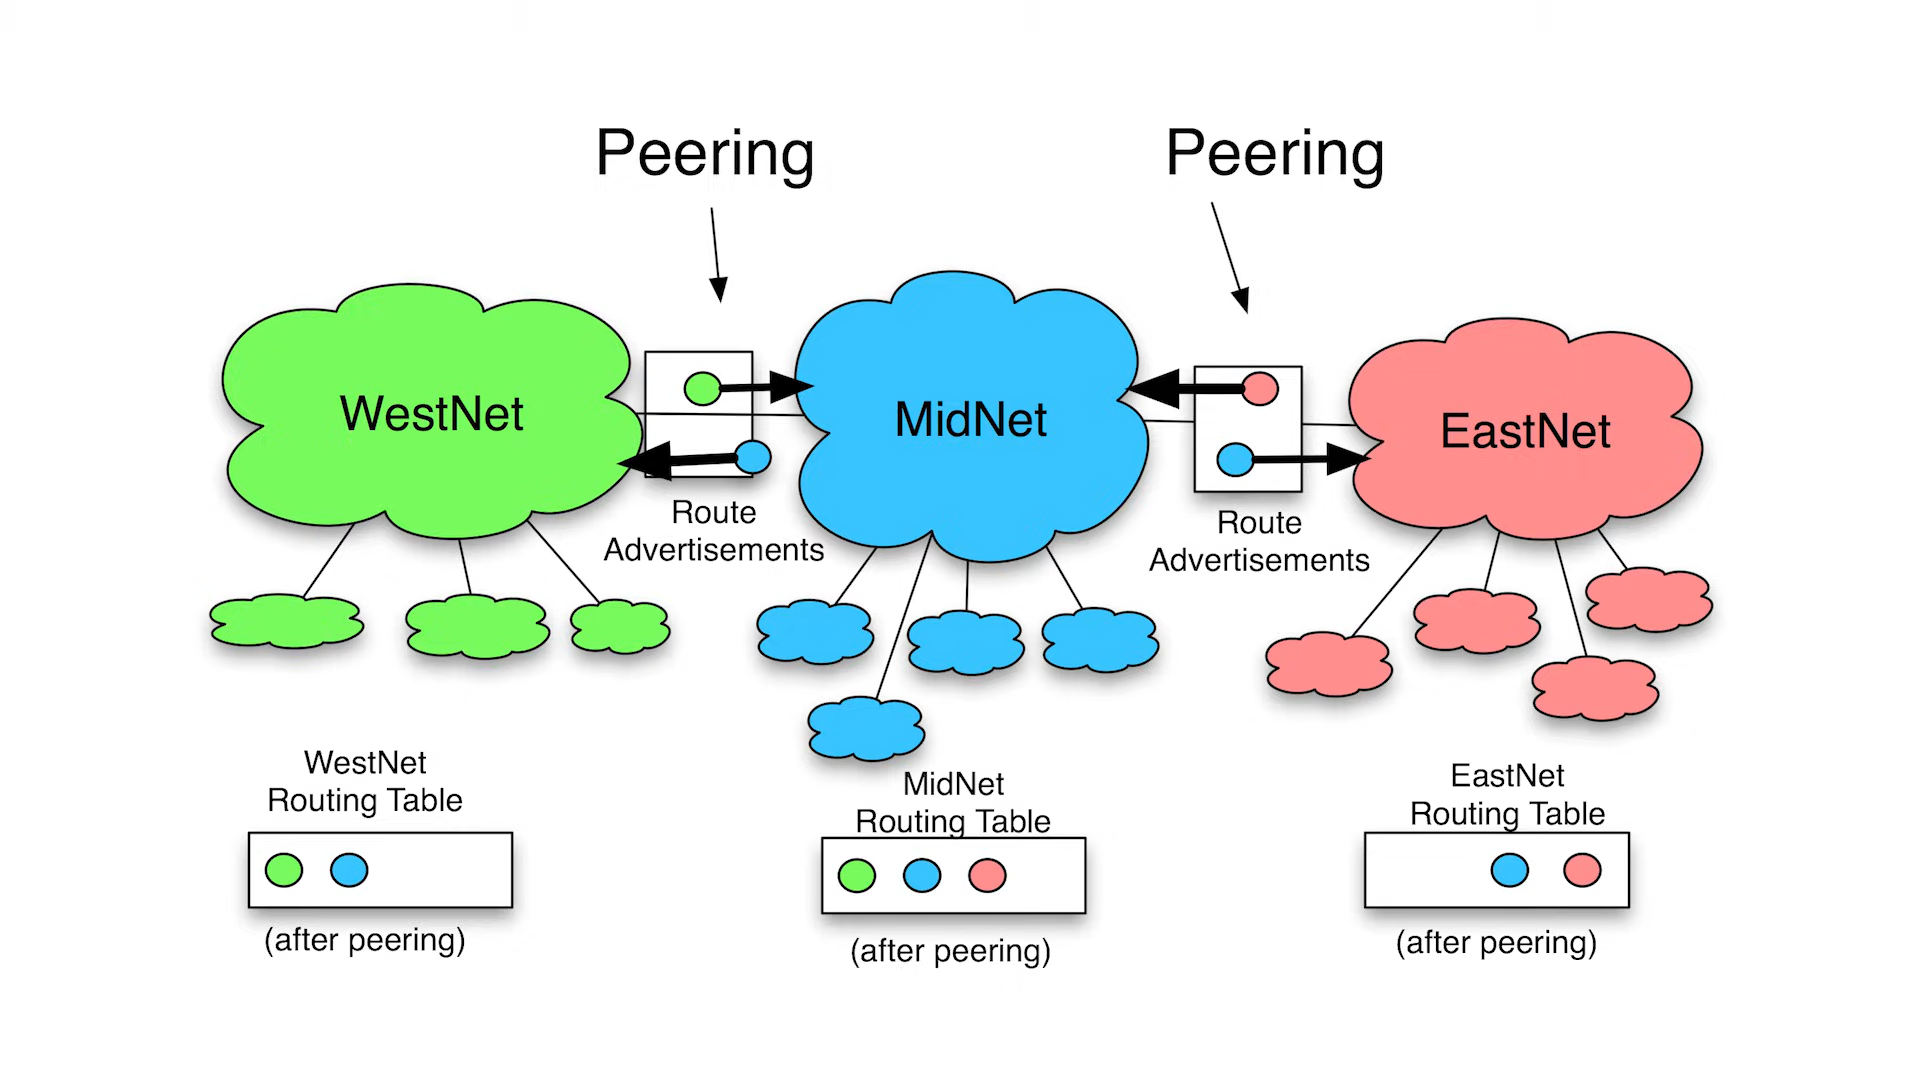 Peering
Peering
WestNet
MidNet
EastNet
Route
Advertisements
Route
Advertisements
WestNet
Routing Table
(after peering)
MidNet
Routing Table
(after peering)
EastNet
Routing Table
(after peering)